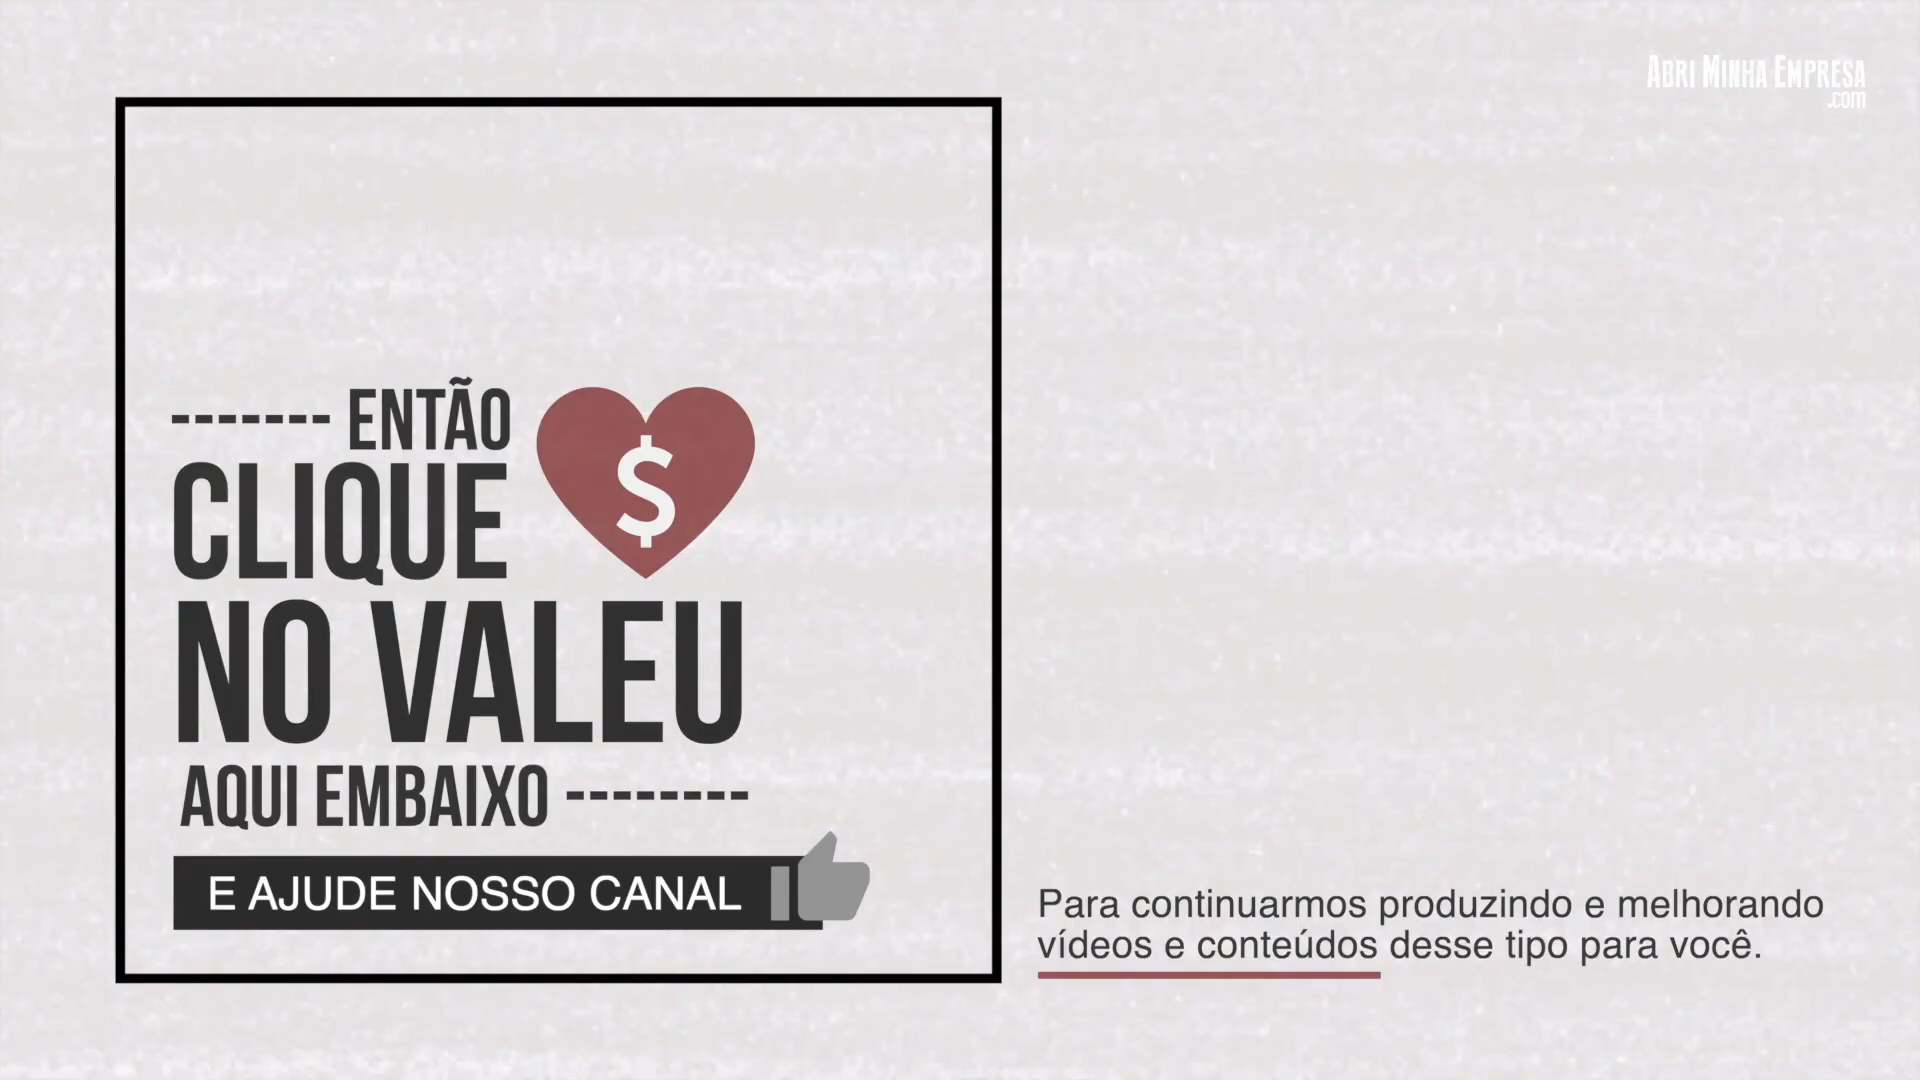 ABRI MINHA EMPRESA
.com
------- ENTÃO
CLIQUE
$
NO VALEU
AQUI EMBAIXO --------
E AJUDE NOSSO CANAL
Para continuarmos produzindo e melhorando
vídeos e conteúdos desse tipo para você.